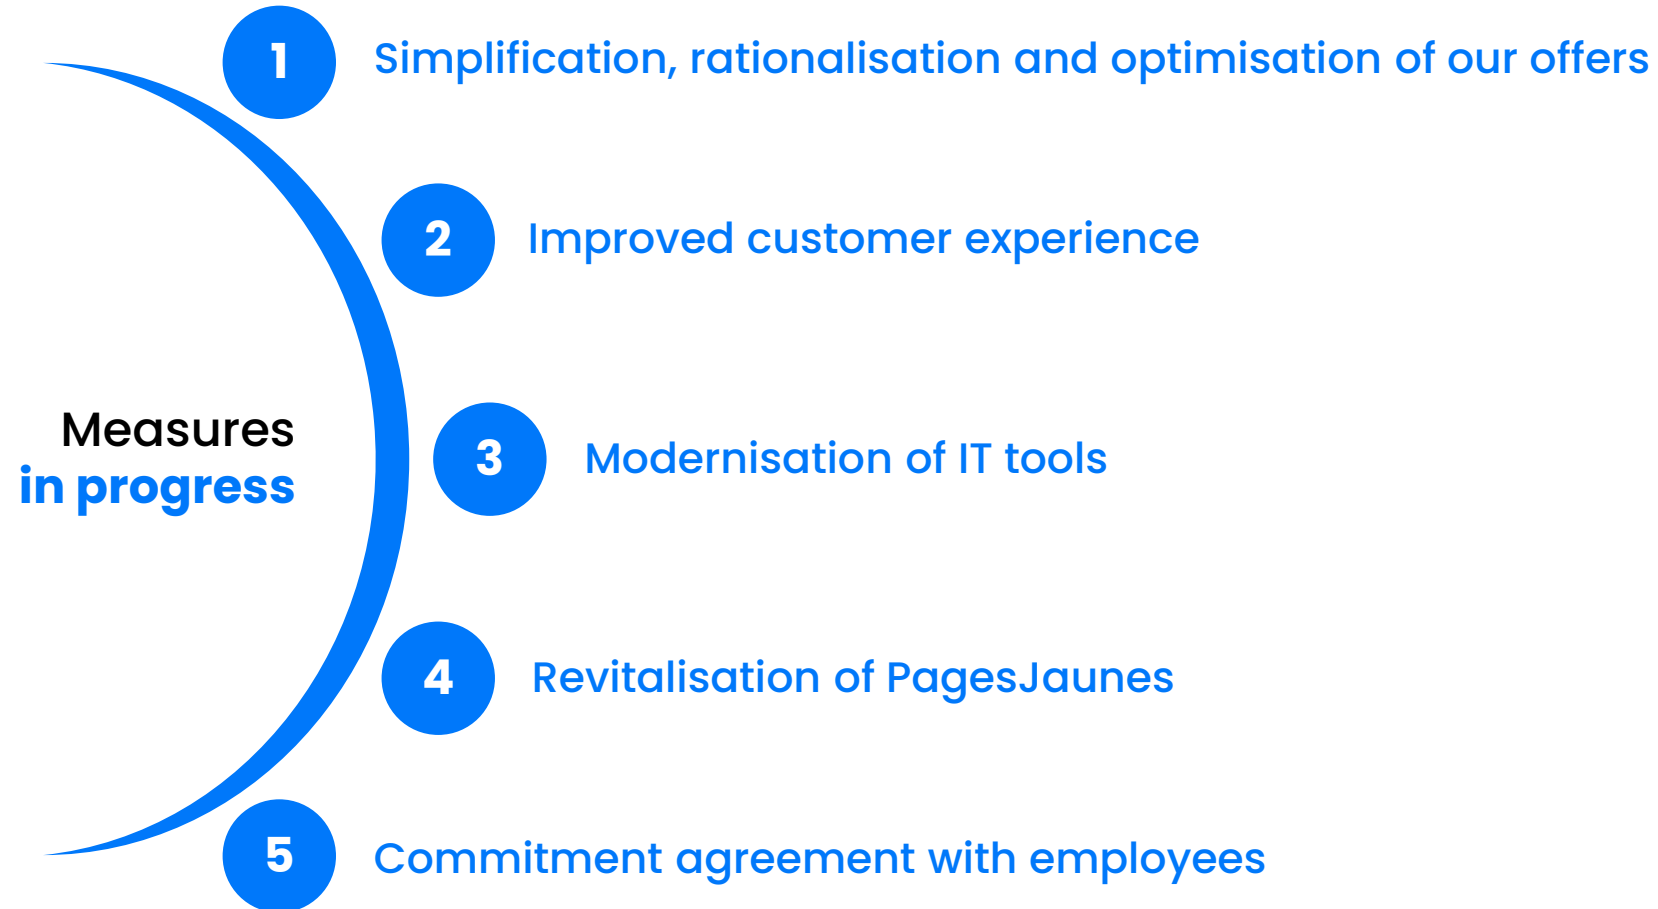 1
Simplification, rationalisation and optimisation of our offers
2
Improved customer experience
Measures
in progress
3
Modernisation of IT tools
4
Revitalisation of PagesJaunes
5
Commitment agreement with employees